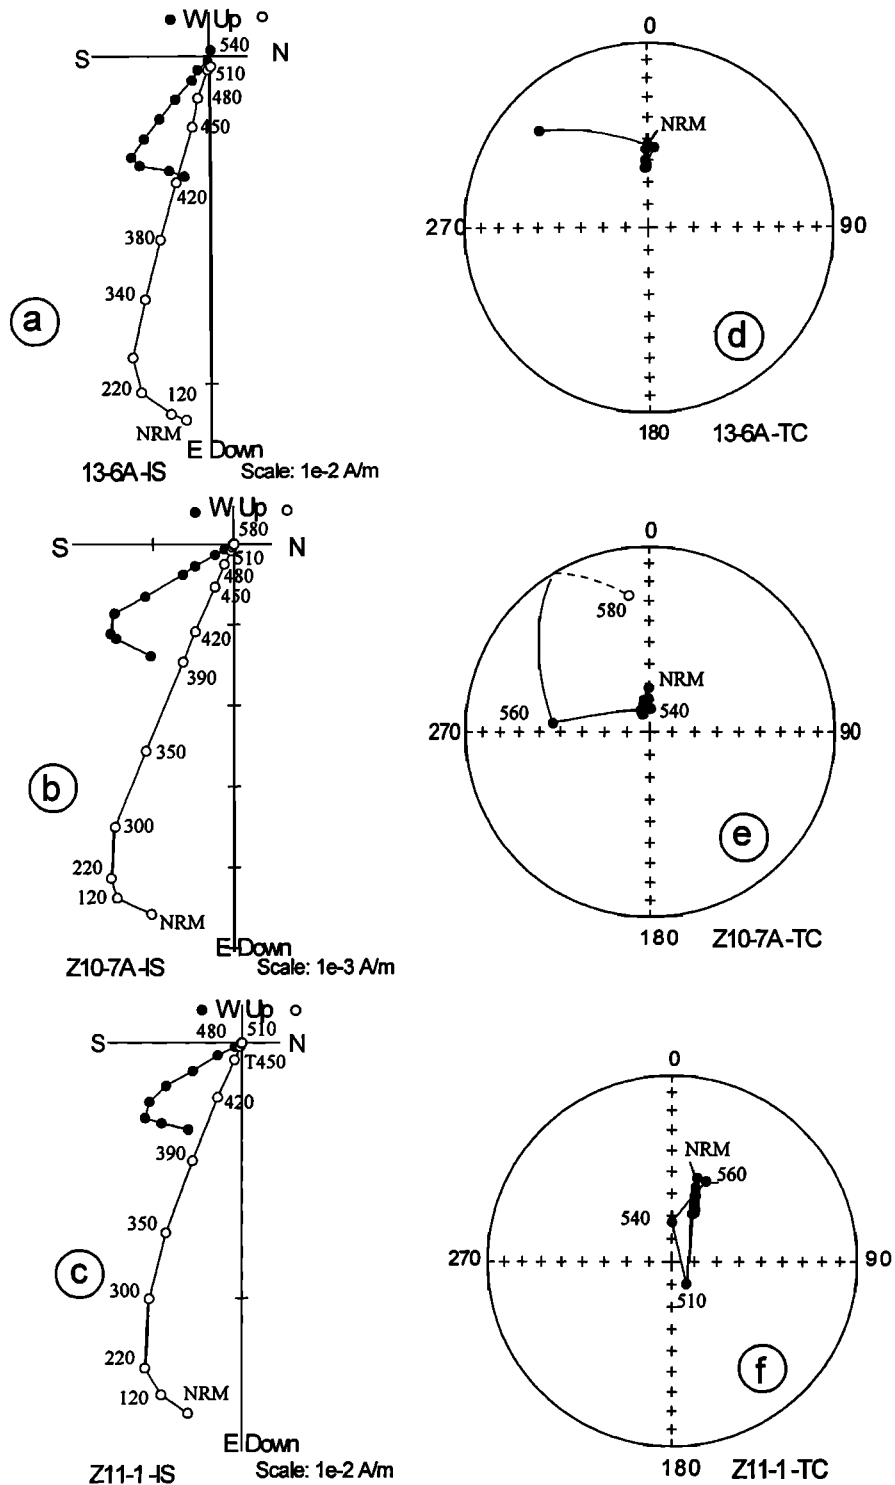 W Up
540
S
N
510
480
450
420
380
340
a
220
120
NRM
E Down
13-6A-IS
Scale: 1e-2 A/m
0
NRM
270
90
d
180
13-6A-TC
W Up
580
S
N
510
480
450
420
390
350
b
300
220
120
NRM
E Down
Z10-7A-IS
Scale: 1e-3 A/m
0
580
NRM
560
540
270
90
e
180
Z10-7A-TC
W Up
480
510
S
N
T450
420
390
350
c
300
220
120
NRM
E Down
Z11-1-IS
Scale: 1e-2 A/m
0
NRM
560
540
270
90
510
f
180
Z11-1-TC